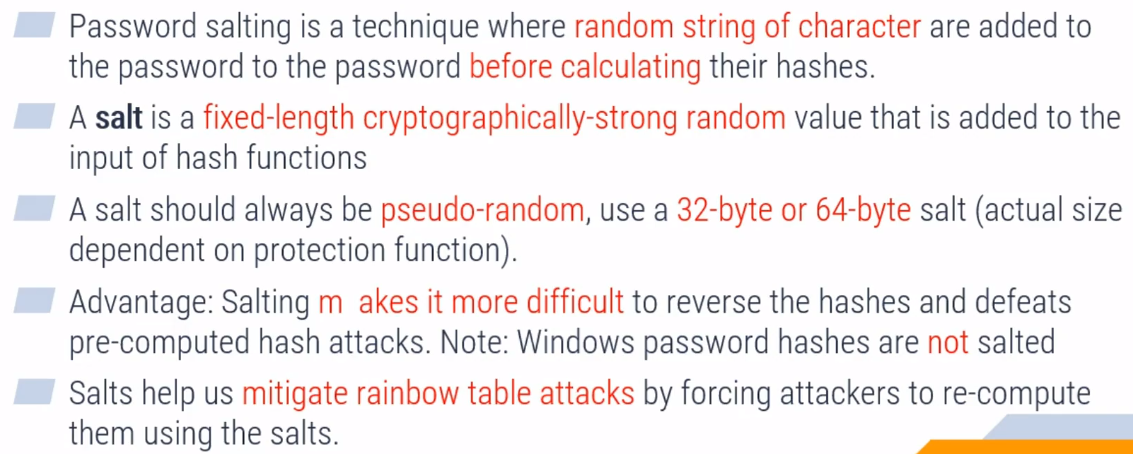 Password salting is a technique where random string of character are added to
the password to the password before calculating their hashes.
A salt is a fixed-length cryptographically-strong random value that is added to the
input of hash functions
A salt should always be pseudo-random, use a 32-byte or 64-byte salt (actual size
dependent on protection function).
Advantage: Salting m akes it more difficult to reverse the hashes and defeats
pre-computed hash attacks. Note: Windows password hashes are not salted
Salts help us mitigate rainbow table attacks by forcing attackers to re-compute
them using the salts.